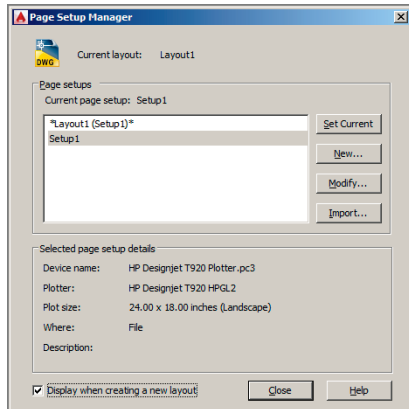 Page Setup Manager
DWG
Current layout: Layout1
Page setups
Current page setup: Setup1
*Layout1 (Setup1)*
Setup1
Set Current
New...
Modify...
Import...
Selected page setup details
Device name: HP Designjet T920 Plotter.pc3
Plotter: HP Designjet T920 HPGL2
Plot size: 24.00 x 18.00 inches (Landscape)
Where: File
Description:
Display when creating a new layout
Close
Help